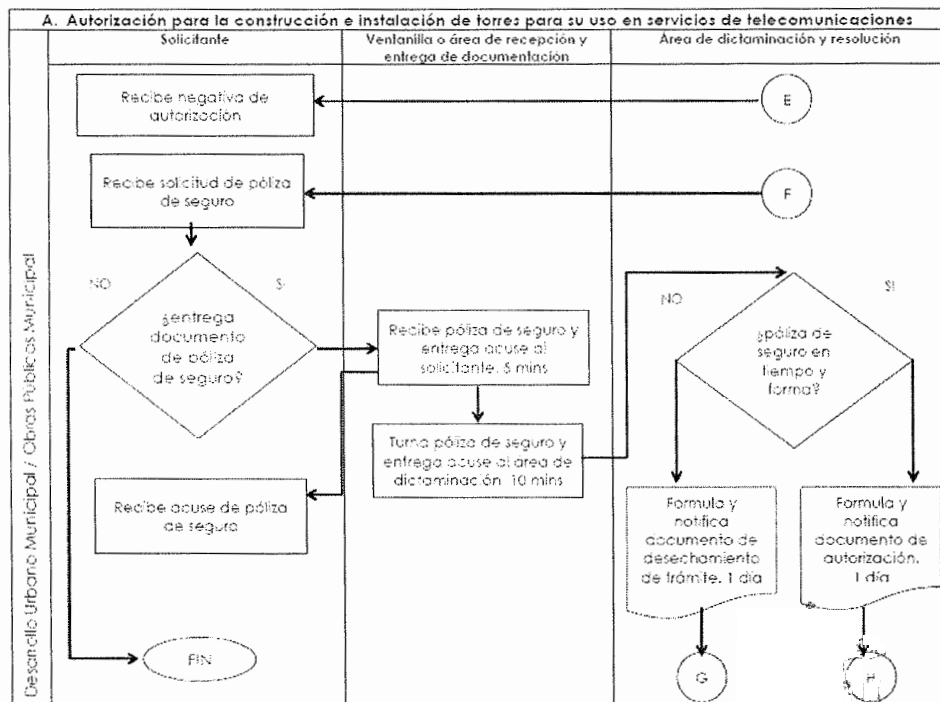 A. Autorización para la construcción e instalación de torres para su uso en servicios de telecomunicaciones
Solicitante
Ventanilla o área de recepción y
entrega de documentación
Área de dictaminación y resolución
Desarrollo Urbano Municipal / Obras Públicas Municipal
Recibe negativa de
autorización
E
Recibe solicitud de póliza
de seguro
F
NO
SI
¿entrega
documento
de póliza
de seguro?
Recibe póliza de seguro y
entrega acuse al
solicitante. 5 mins
NO
SI
¿póliza de
seguro en
tiempo y
forma?
Turna póliza de seguro y
entrega acuse al área de
dictaminación 10 mins
Recibe acuse de póliza
de seguro
Formula y
notifica
documento de
desechamiento
de trámite. 1 día
Formula y
notifica
documento de
autorización.
1 día
FIN
G
H